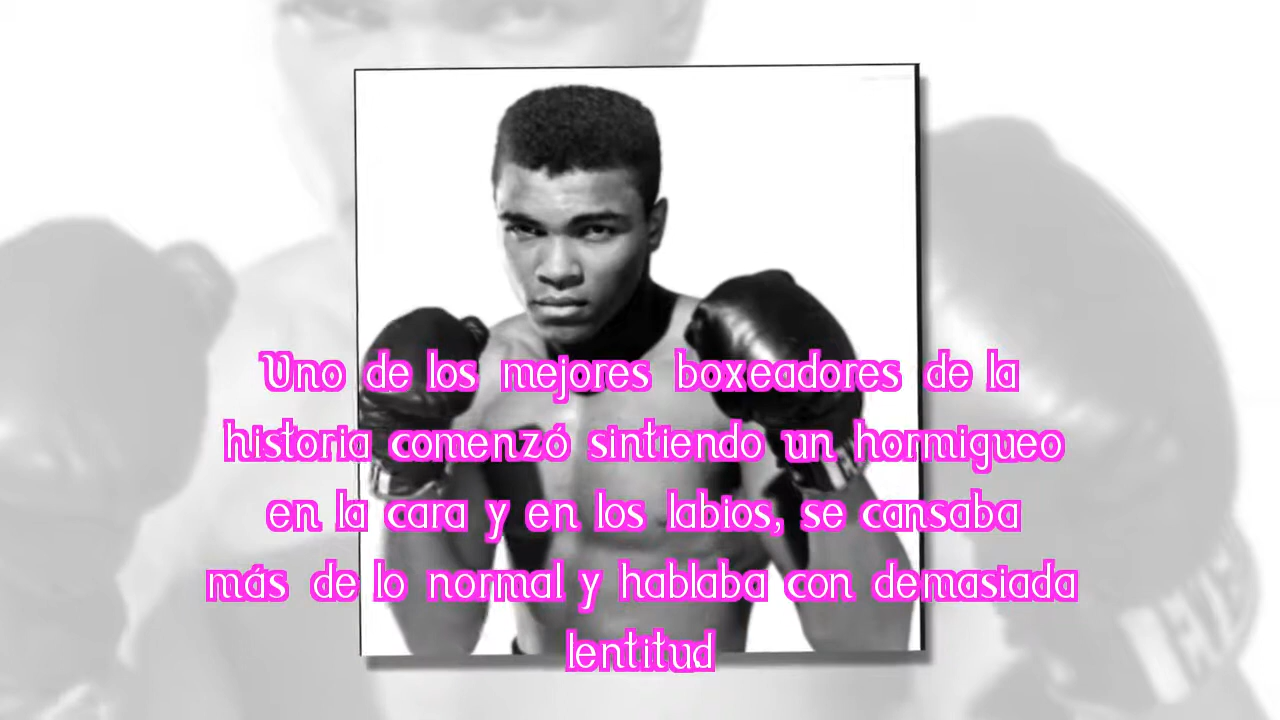 Uno de los mejores boxeadores de la
historia comenzó sintiendo un hormigueo
en la cara y en los labios, se cansaba
más de lo normal y hablaba con demasiada
lentitud